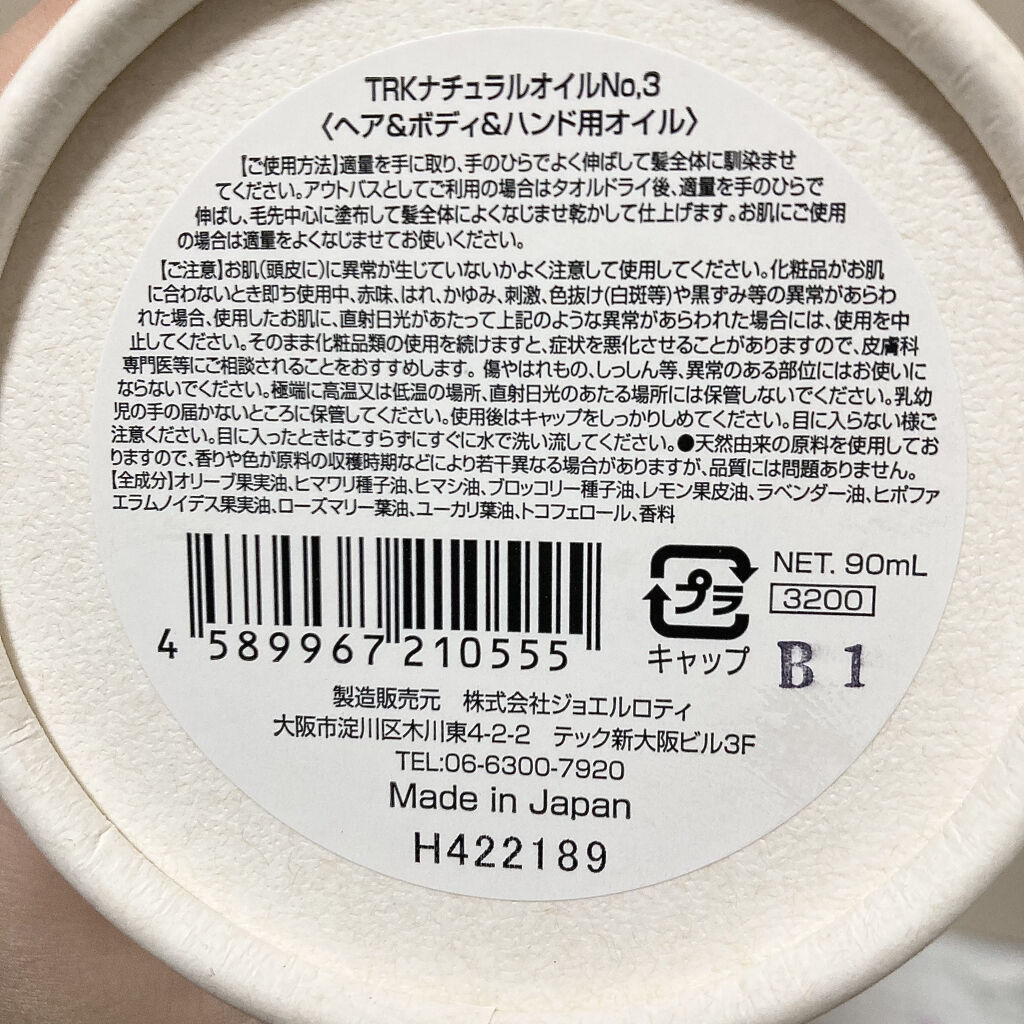 TRKナチュラルオイルNo,3
〈ヘア&ボディ&ハンド用オイル〉
【ご使用方法】適量を手に取り、手のひらでよく伸ばして髪全体に馴染ませ
てください。アウトバスとしてご利用の場合はタオルドライ後、適量を手のひらで
伸ばし、毛先中心に塗布して髪全体によくなじませ乾かして仕上げます。お肌にご使用
の場合は適量をよくなじませてお使いください。
【ご注意】お肌(頭皮に)に異常が生じていないかよく注意して使用してください。化粧品がお肌
に合わないとき即ち使用中、赤味、はれ、かゆみ、刺激、色抜け(白斑等)や黒ずみ等の異常があらわ
れた場合、使用したお肌に、直射日光があたって上記のような異常があらわれた場合には、使用を中
止してください。そのまま化粧品類の使用を続けますと、症状を悪化させることがありますので、皮膚科
専門医等にご相談されることをおすすめします。 傷やはれもの、しっしん等、異常のある部位にはお使いに
ならないでください。極端に高温又は低温の場所、直射日光のあたる場所には保管しないでください。乳幼
児の手の届かないところに保管してください。使用後はキャップをしっかりしめてください。目に入らない様ご
注意ください。目に入ったときはこすらずにすぐに水で洗い流してください。●天然由来の原料を使用してお
りますので、香りや色が原料の収穫時期などにより若干異なる場合がありますが、品質には問題ありません。
【全成分】オリーブ果実油、ヒマワリ種子油、ヒマシ油、ブロッコリー種子油、レモン果皮油、ラベンダー油、ヒポファ
エラムノイデス果実油、ローズマリー葉油、ユーカリ葉油、トコフェロール、香料
NET. 90mL
3200
プラ
キャップ
B 1
4 589967 210555
製造販売元 株式会社ジョエルロティ
大阪市淀川区木川東4-2-2 テック新大阪ビル3F
TEL:06-6300-7920
Made in Japan
H422189